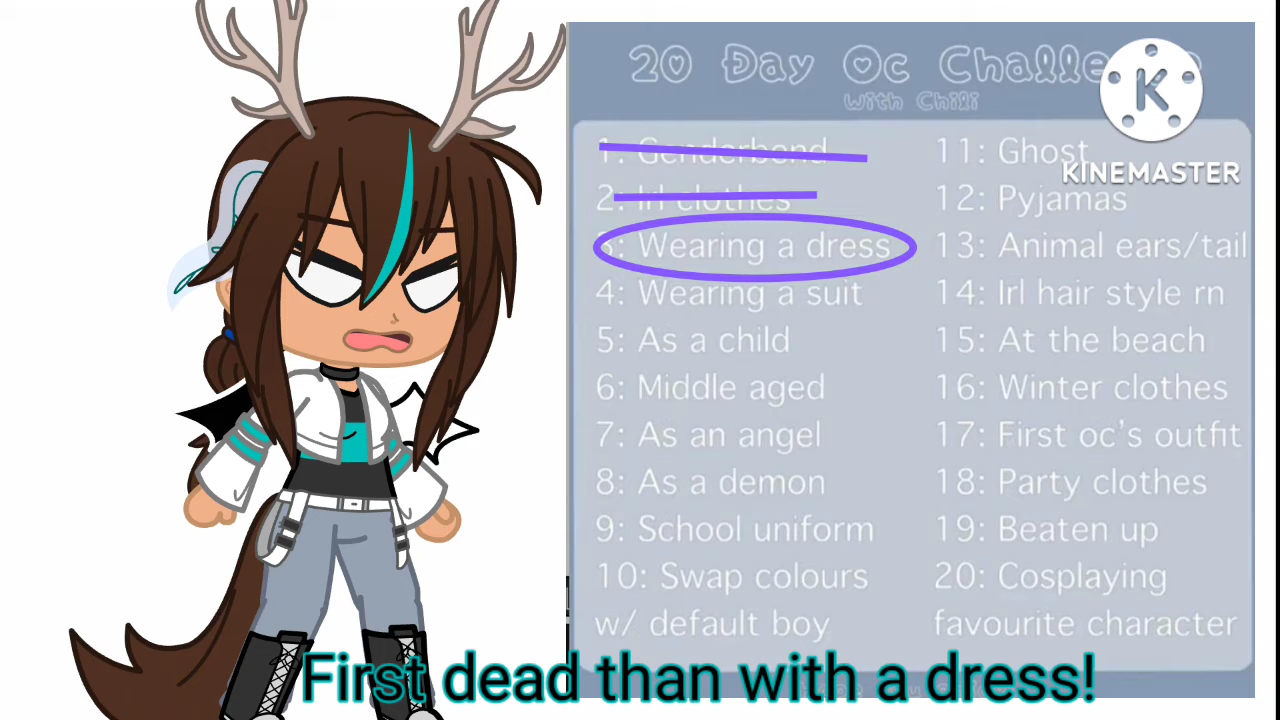 20 Day Oc Challe
With Chili
1: Genderbend
2: Irl clothes
3: Wearing a dress
4: Wearing a suit
5: As a child
6: Middle aged
7: As an angel
8: As a demon
9: School uniform
10: Swap colours
w/ default boy
11: Ghost
12: Pyjamas
13: Animal ears/tail
14: Irl hair style rn
15: At the beach
16: Winter clothes
17: First oc's outfit
18: Party clothes
19: Beaten up
20: Cosplaying
favourite character
K
KINEMASTER
First dead than with a dress!